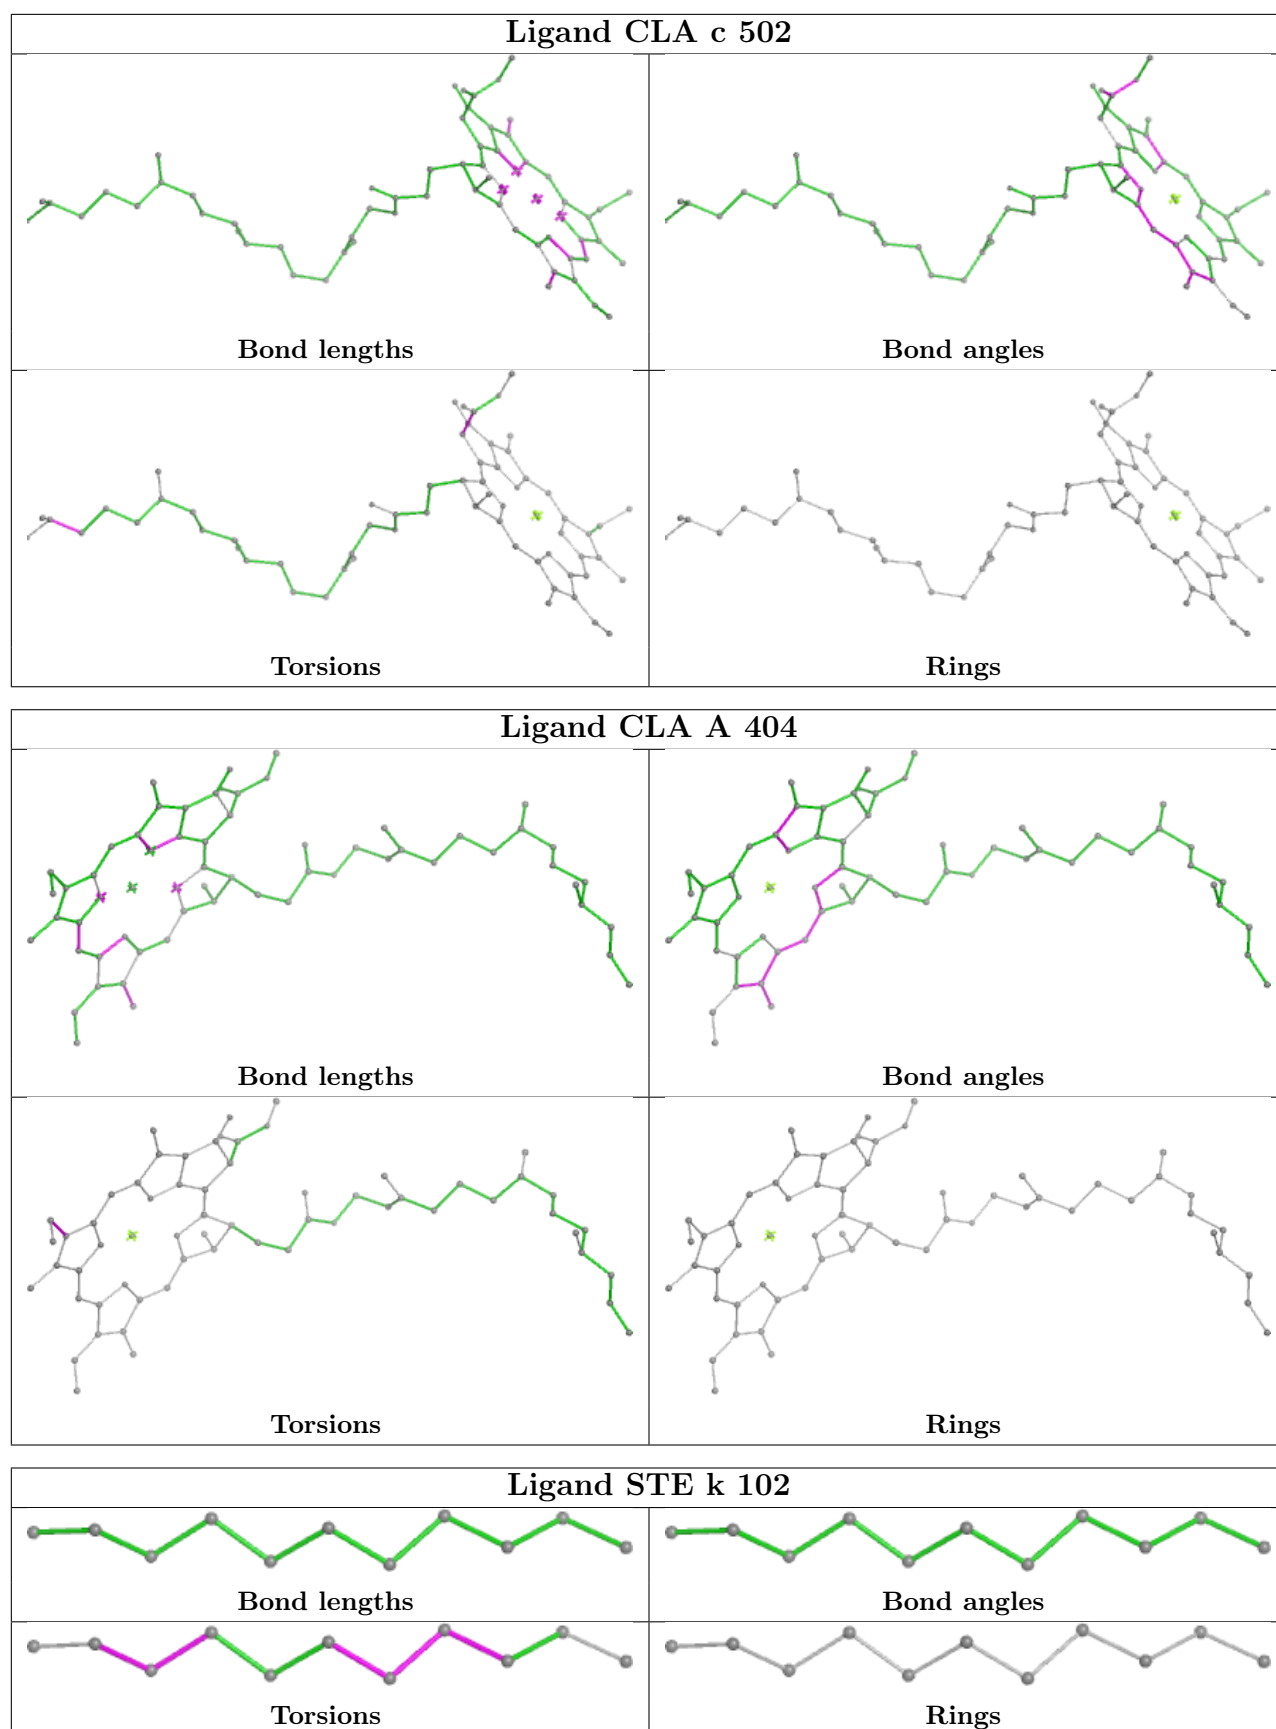 Ligand CLA c 502
Bond lengths
Bond angles
Torsions
Rings
Ligand CLA A 404
Bond lengths
Bond angles
Torsions
Rings
Ligand STE k 102
Bond lengths
Bond angles
Torsions
Rings